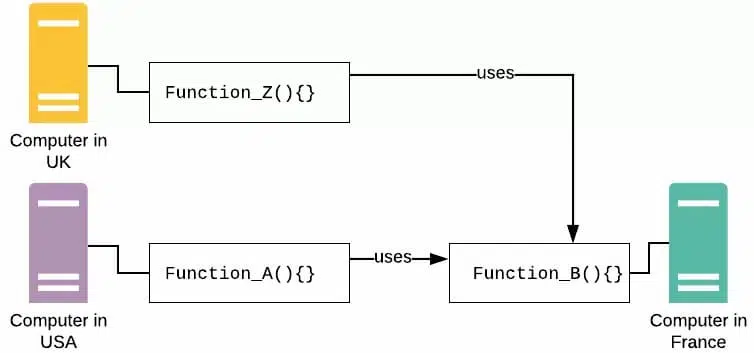 uses
Function_Z(){}
Computer in
UK
uses
Function_A(){}
Function_B(){}
Computer in
USA
Computer in
France